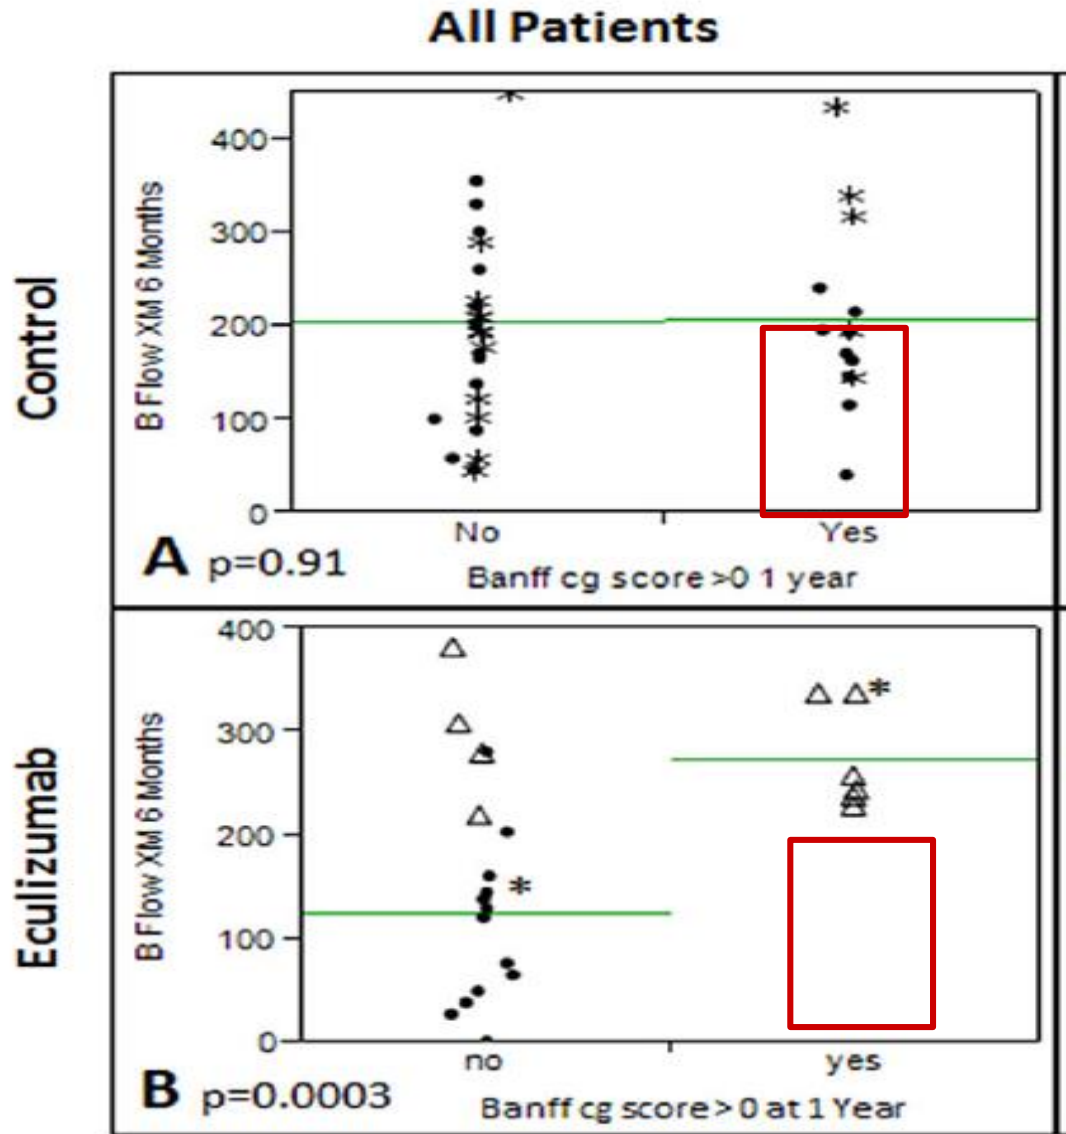 All Patients
Control
B Flow XM 6 Months
400
300
200
100
0
No
Yes
A p=0.91
Banff cg score >0 1 year
Eculizumab
B Flow XM 6 Months
400
300
200
100
0
no
yes
B p=0.0003
Banff cg score > 0 at 1 Year